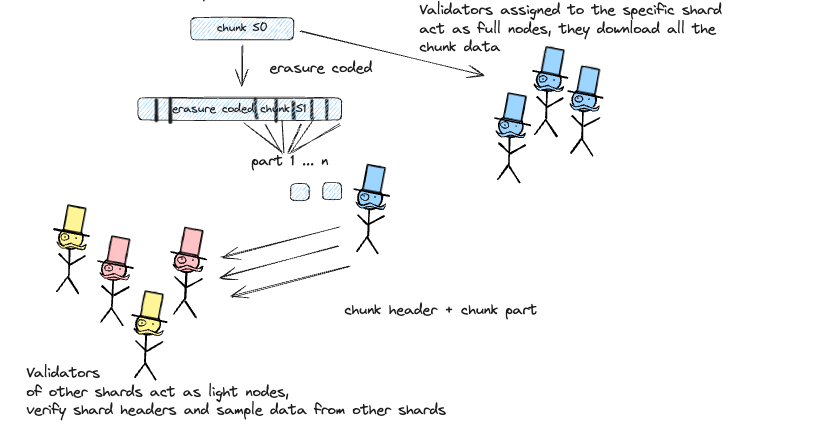 Validators assigned to the specific shard
act as full nodes, they download all the
chunk data
chunk S0
erasure coded
erasure coded chunk S1
part 1 ... n
chunk header + chunk part
Validators
of other shards act as light nodes,
verify shard headers and sample data from other shards